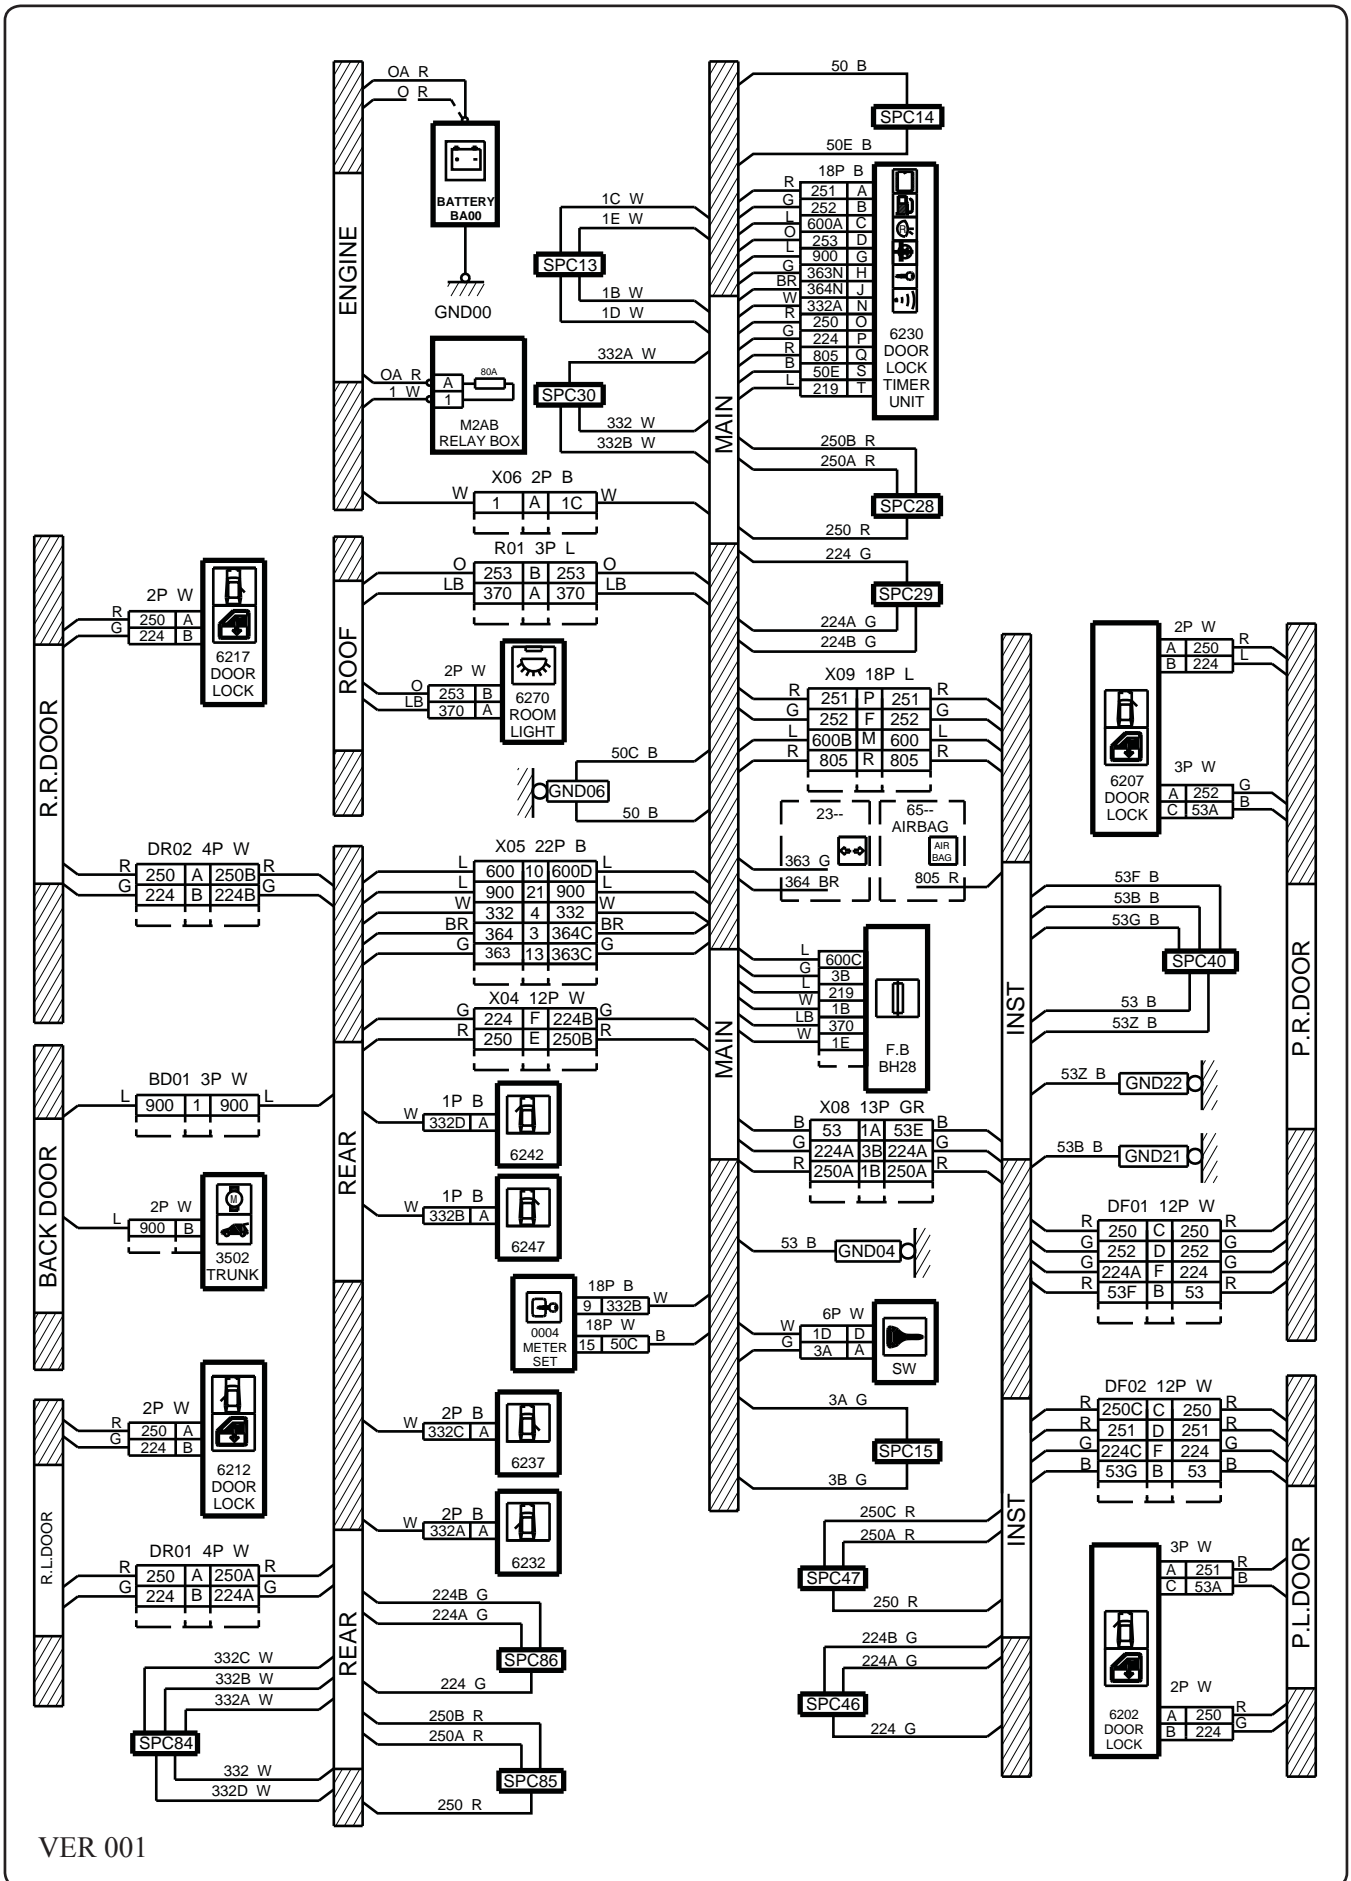 OA R
O R
BATTERY
BA00
GND00
ENGINE
OA R
1 W
A
1
80A
M2AB
RELAY BOX
X06 2P B
W 1 A 1C W
1C W
1E W
SPC13
1B W
1D W
332A W
SPC30
332 W
332B W
MAIN
50 B
SPC14
50E B
18P B
R 251 A
G 252 B
L 600A C
O 253 D
L 900 G
G 363N H
BR 364N J
W 332A N
R 250 O
G 224 P
R 805 Q
B 50E S
L 219 T
6230
DOOR
LOCK
TIMER
UNIT
250B R
250A R
SPC28
250 R
224 G
SPC29
224A G
224B G
R01 3P L
O 253 B 253 O
LB 370 A 370 LB
ROOF
2P W
O 253 B
LB 370 A
6270
ROOM
LIGHT
50C B
GND06
50 B
R.R.DOOR
2P W
R 250 A
G 224 B
6217
DOOR
LOCK
DR02 4P W
R 250 A 250B R
G 224 B 224B G
X09 18P L
R 251 P 251 R
G 252 F 252 G
L 600B M 600 L
R 805 R 805 R
23--
363 G
364 BR
65--
AIRBAG
AIR
BAG
805 R
X05 22P B
L 600 10 600D L
L 900 21 900 L
W 332 4 332 W
BR 364 3 364C BR
G 363 13 363C G
X04 12P W
G 224 F 224B G
R 250 E 250B R
MAIN
L 600C
G 3B
L 219
W 1B
LB 370
W 1E
F.B
BH28
X08 13P GR
B 53 1A 53E B
G 224A 3B 224A G
R 250A 1B 250A R
53 B GND04
6P W
W 1D D
G 3A A
SW
3A G
SPC15
3B G
BACK DOOR
BD01 3P W
L 900 1 900 L
2P W
L 900 B
M
3502
TRUNK
REAR
1P B
W 332D A
6242
1P B
W 332B A
6247
18P B
9 332B W
18P W
15 50C B
0004
METER
SET
2P B
W 332C A
6237
2P B
W 332A A
6232
R.L.DOOR
2P W
R 250 A
G 224 B
6212
DOOR
LOCK
DR01 4P W
R 250 A 250A R
G 224 B 224A G
REAR
332C W
332B W
332A W
SPC84
332 W
332D W
224B G
224A G
SPC86
224 G
250B R
250A R
SPC85
250 R
INST
P.R.DOOR
2P W
A 250 R
B 224 L
3P W
A 252 G
C 53A B
6207
DOOR
LOCK
53F B
53B B
53G B
SPC40
53 B
53Z B
53Z B GND22
53B B GND21
DF01 12P W
R 250 C 250 R
G 252 D 252 G
G 224A F 224 G
R 53F B 53 R
DF02 12P W
R 250C C 250 R
R 251 D 251 R
G 224C F 224 G
B 53G B 53 B
INST
250C R
250A R
SPC47
250 R
224B G
224A G
SPC46
224 G
P.L.DOOR
3P W
A 251 R
C 53A B
2P W
A 250 R
B 224 G
6202
DOOR
LOCK
VER 001